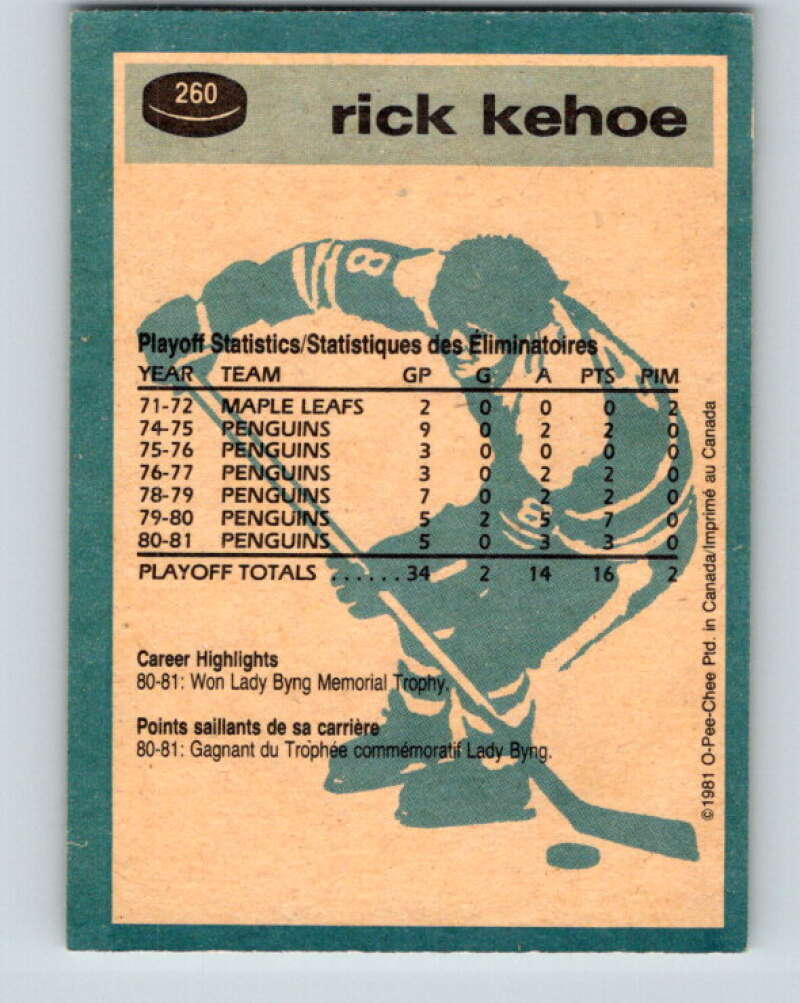 260
rick kehoe
8
Playoff Statistics/Statistiques des Éliminatoires
YEAR TEAM GP G A PTS PIM
71-72 MAPLE LEAFS 2 0 0 0 2
74-75 PENGUINS 9 0 2 2 0
75-76 PENGUINS 3 0 0 0 0
76-77 PENGUINS 3 0 2 2 0
78-79 PENGUINS 7 0 2 2 0
79-80 PENGUINS 5 2 5 7 0
80-81 PENGUINS 5 0 3 3 0
8
PLAYOFF TOTALS ......34 2 14 16 2
Career Highlights
80-81: Won Lady Byng Memorial Trophy.
Points saillants de sa carrière
80-81: Gagnant du Trophée commémoratif Lady Byng.
©1981 O-Pee-Chee Ptd. in Canada/Imprimé au Canada